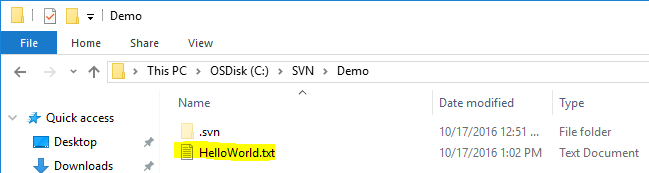 Demo
File Home Share View
This PC > OSDisk (C:) > SVN > Demo
Name Date modified Type
Quick access
.svn 10/17/2016 12:51 ... File folder
Desktop
HelloWorld.txt 10/17/2016 1:02 PM Text Document
Downloads